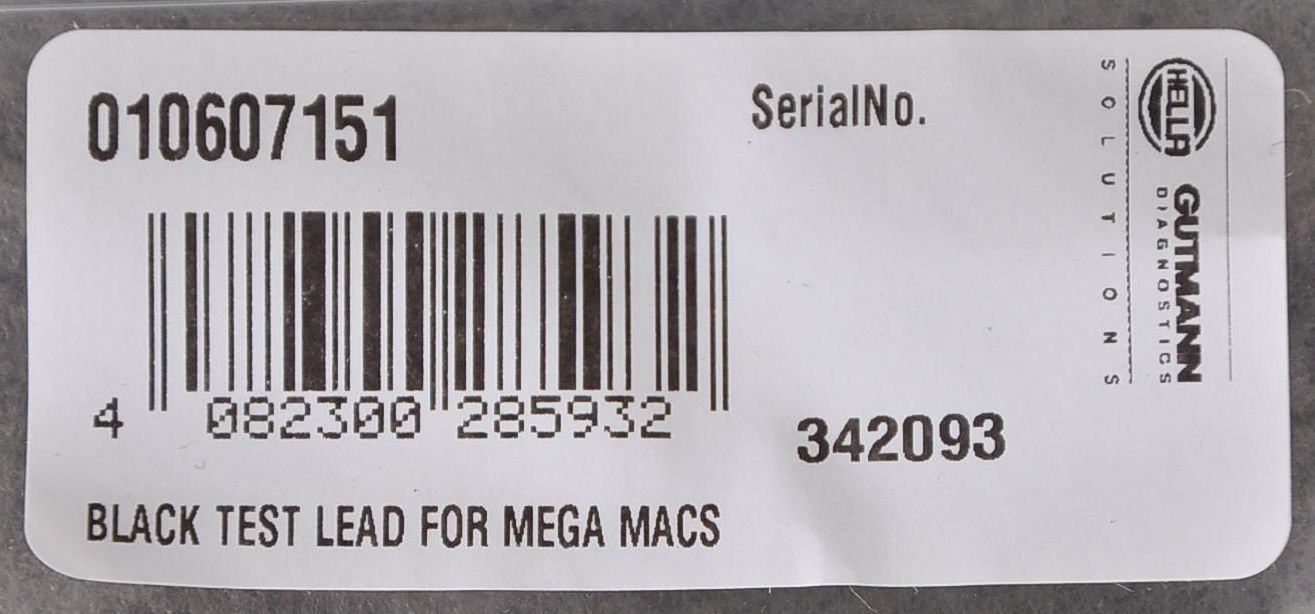 010607151
SerialNo.
4 082300 285932
342093
BLACK TEST LEAD FOR MEGA MACS
HELLA GUTMANN
DIAGNOSTICS
SOLUTIONS